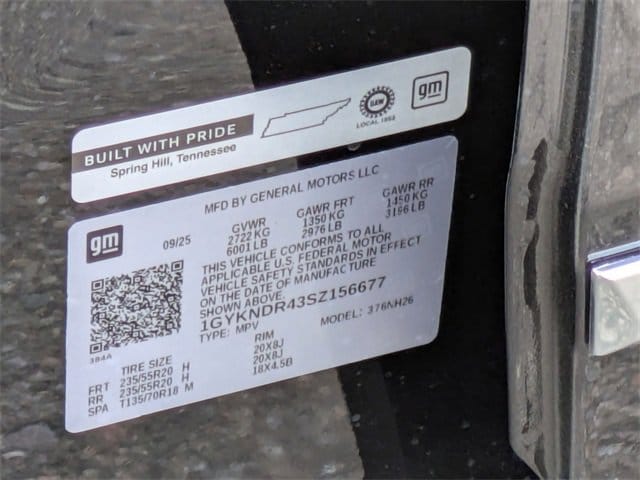 BUILT WITH PRIDE
Spring Hill, Tennessee
UAW
LOCAL 1853
gm
gm
MFD BY GENERAL MOTORS LLC
09/25
GVWR GAWR FRT GAWR RR
2722 KG 1350 KG 1450 KG
6001 LB 2976 LB 3196 LB
THIS VEHICLE CONFORMS TO ALL
APPLICABLE U.S. FEDERAL MOTOR
VEHICLE SAFETY STANDARDS IN EFFECT
ON THE DATE OF MANUFACTURE
SHOWN ABOVE.
1GYKNDR43SZ156677
TYPE: MPV MODEL: 376NH26
384A
TIRE SIZE RIM
FRT 235/55R20 H 20X8J
RR 235/55R20 H 20X8J
SPA T135/70R18 M 18X4.5B